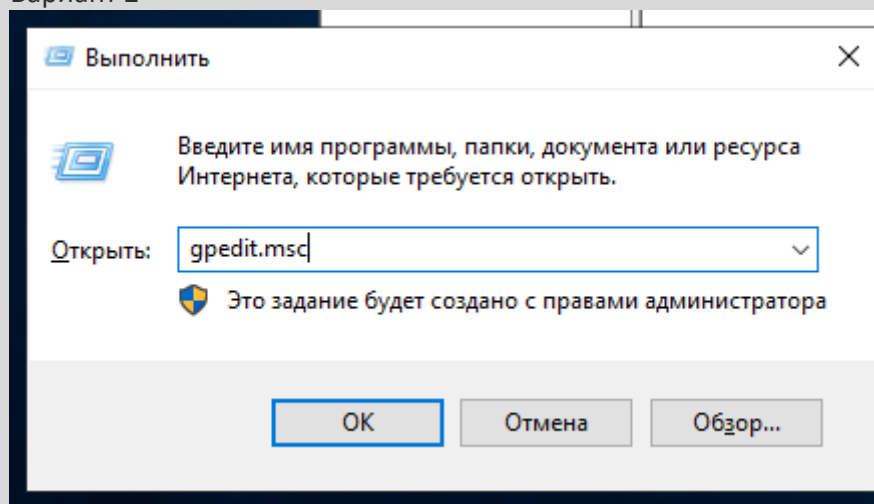 Выполнить
Введите имя программы, папки, документа или ресурса
Интернета, которые требуется открыть.
Открыть:
gpedit.msc
Это задание будет создано с правами администратора
OK
Отмена
Обзор...